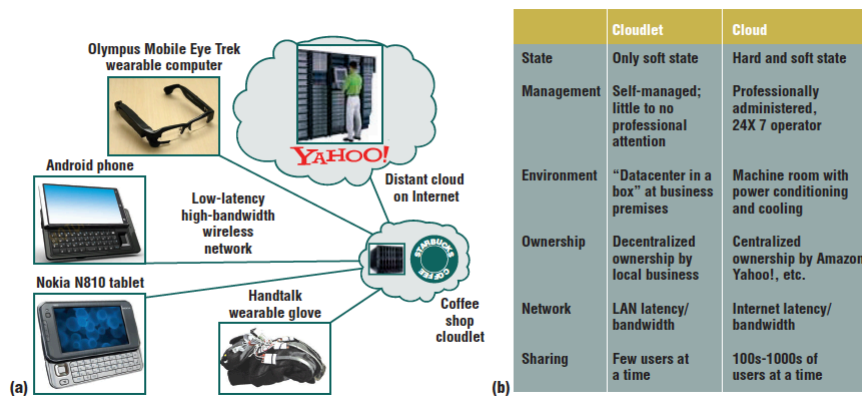 Olympus Mobile Eye Trek
wearable computer
YAHOO!
Android phone
Distant cloud
on Internet
Low-latency
high-bandwidth
wireless
network
STARBUCKS
COFFEE
Nokia N810 tablet
Handtalk
wearable glove
Coffee
shop
cloudlet
(a)
Cloudlet Cloud
State Only soft state Hard and soft state
Management Self-managed; Professionally
little to no administered,
professional 24X 7 operator
attention
Environment “Datacenter in a Machine room with
box” at business power conditioning
premises and cooling
Ownership Decentralized Centralized
ownership by ownership by Amazon,
local business Yahoo!, etc.
Network LAN latency/ Internet latency/
bandwidth bandwidth
Sharing Few users at 100s-1000s of
a time users at a time
(b)